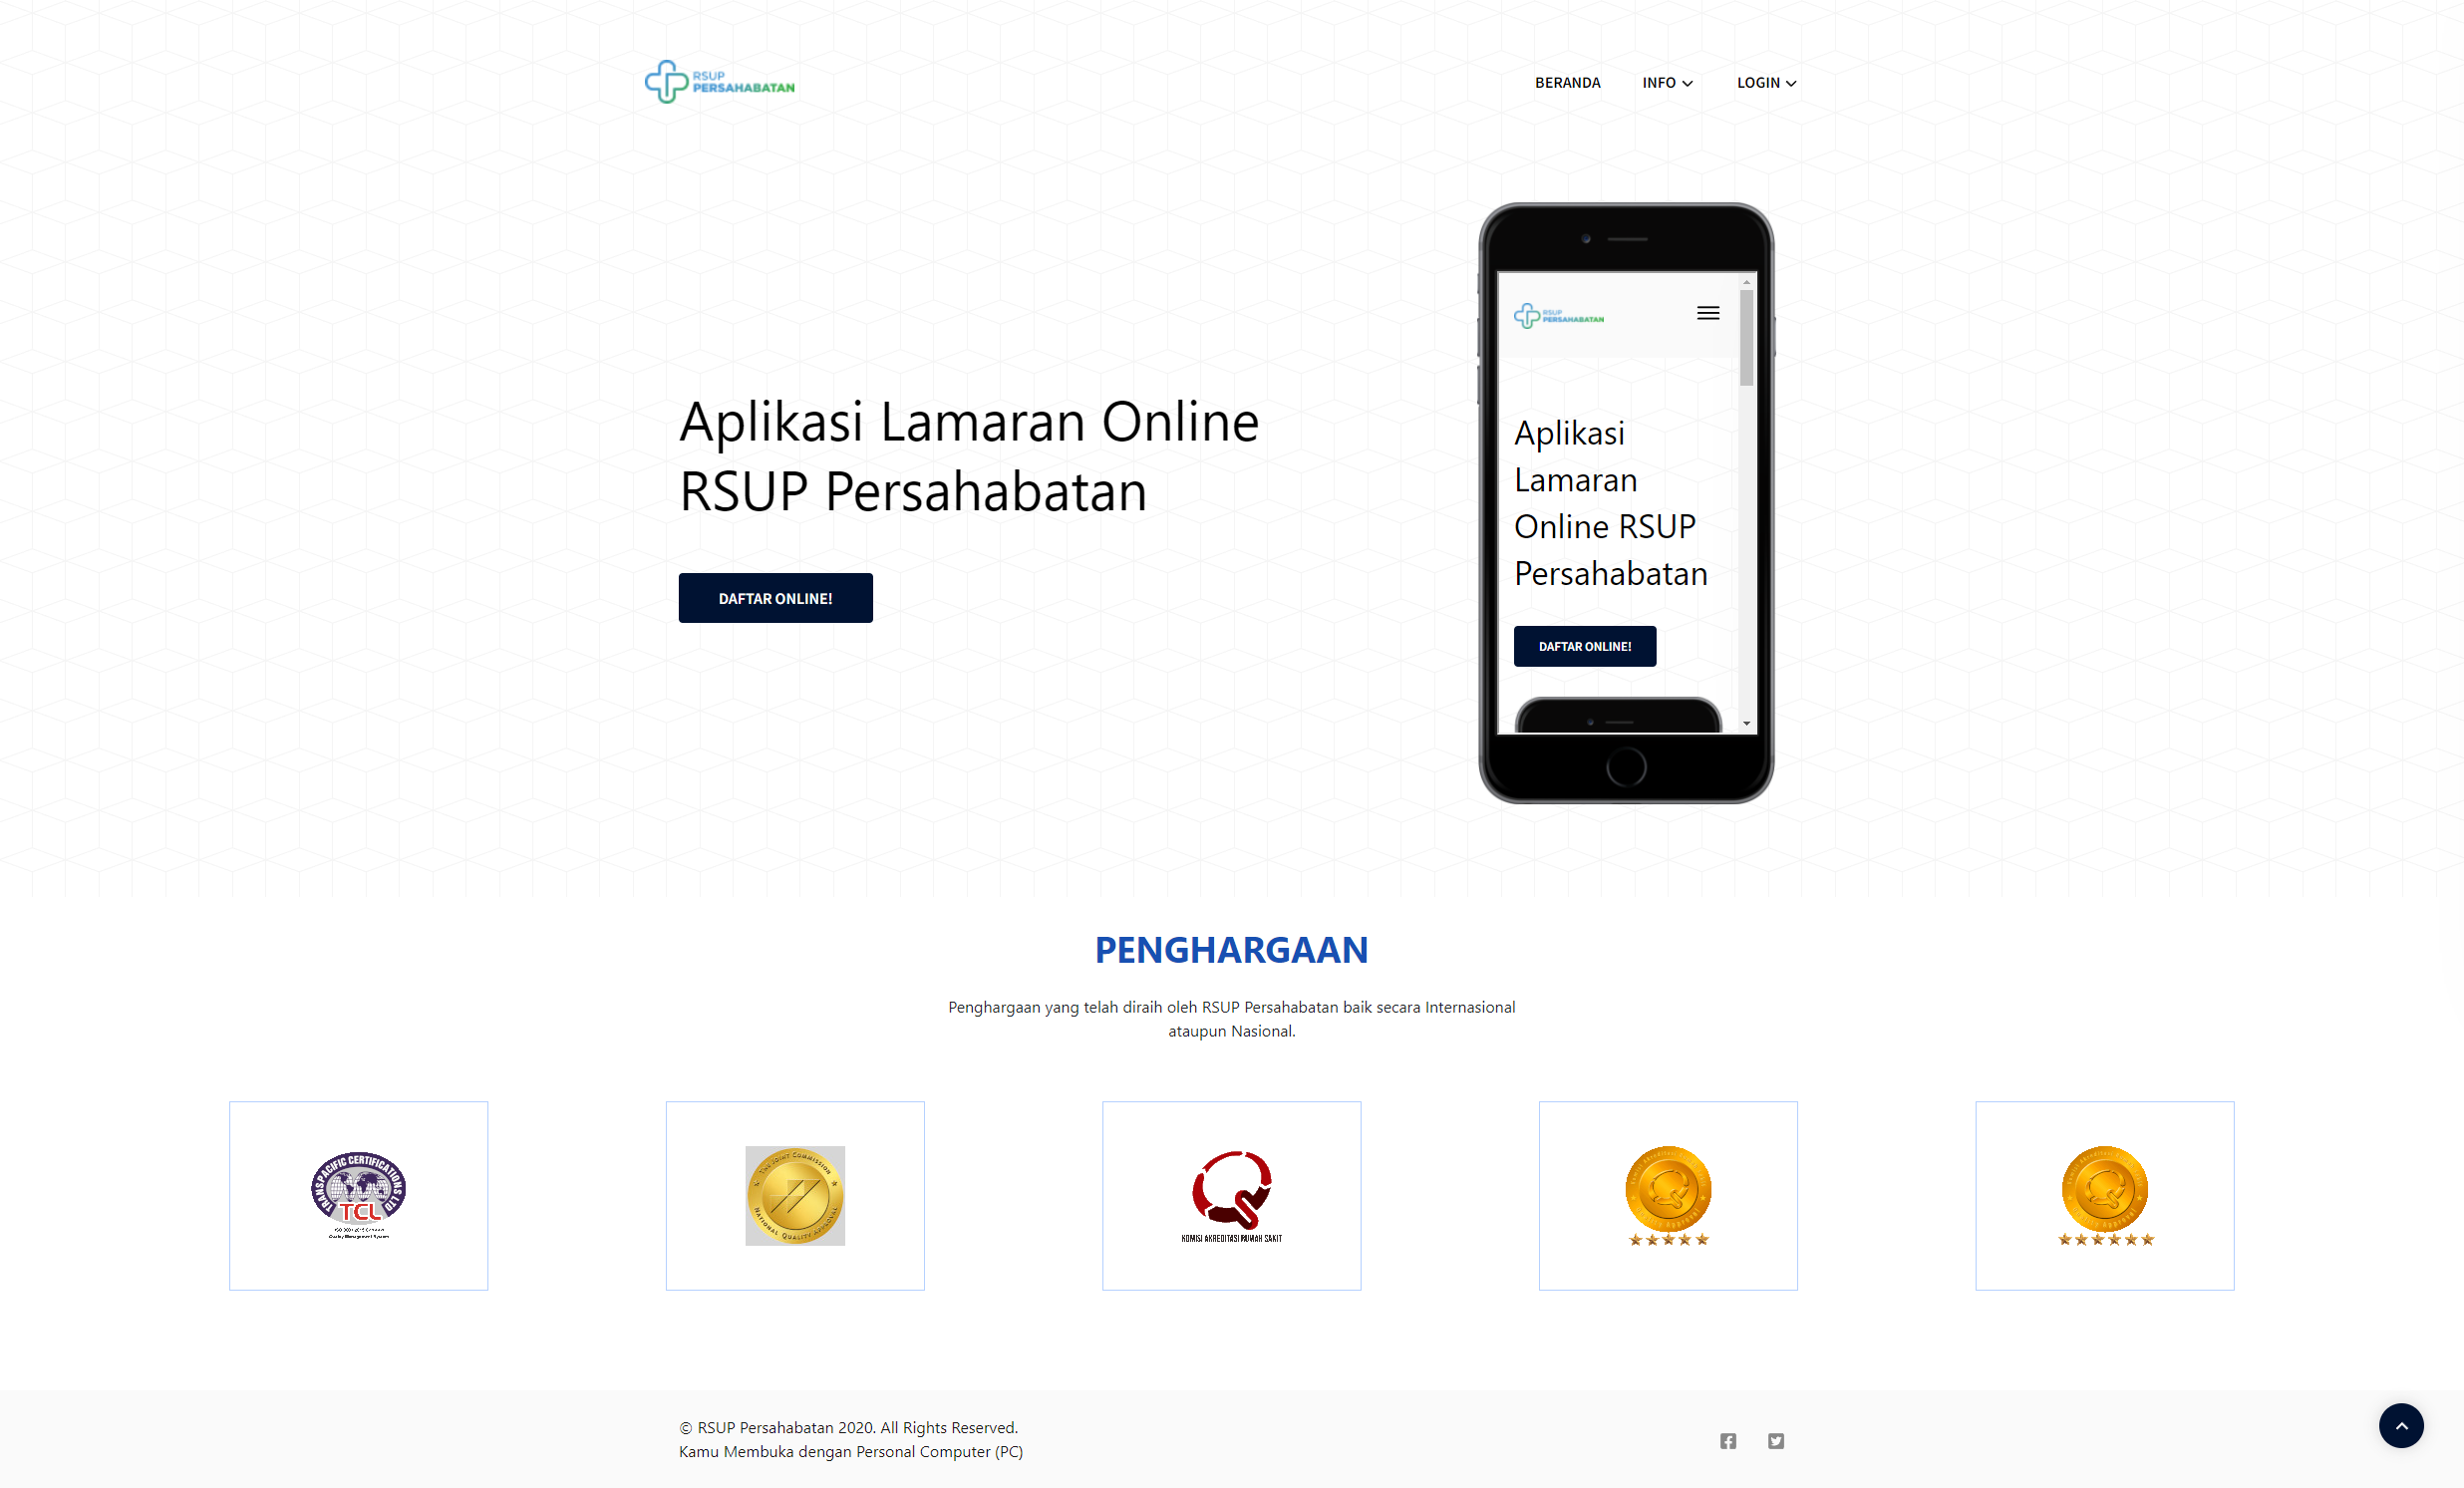 RSUP
PERSAHABATAN
BERANDA
INFO
LOGIN
Aplikasi Lamaran Online
RSUP Persahabatan
DAFTAR ONLINE!
RSUP
PERSAHABATAN
Aplikasi
Lamaran
Online RSUP
Persahabatan
DAFTAR ONLINE!
PENGHARGAAN
Penghargaan yang telah diraih oleh RSUP Persahabatan baik secara Internasional
ataupun Nasional.
TRANSPACIFIC CERTIFICATIONS LTD
TCL
Quality Management System
THE JOINT COMMISSION
NATIONAL QUALITY APPROVAL
KOMISI AKREDITASI RUMAH SAKIT
© RSUP Persahabatan 2020. All Rights Reserved.
Kamu Membuka dengan Personal Computer (PC)